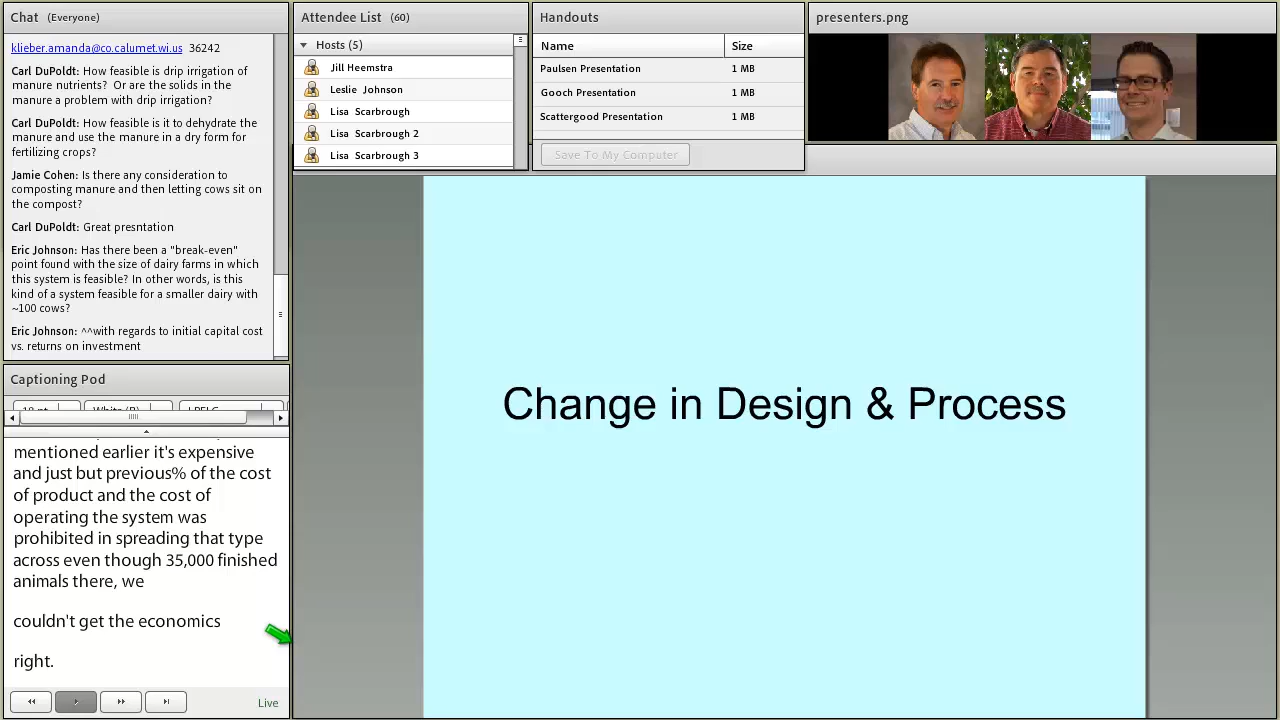 Chat (Everyone)
klieber.amanda@co.calumet.wi.us 36242
Carl DuPoldt: How feasible is drip irrigation of
manure nutrients? Or are the solids in the
manure a problem with drip irrigation?
Carl DuPoldt: How feasible is it to dehydrate the
manure and use the manure in a dry form for
fertilizing crops?
Jamie Cohen: Is there any consideration to
composting manure and then letting cows sit on
the compost?
Carl DuPoldt: Great presntation
Eric Johnson: Has there been a "break-even"
point found with the size of dairy farms in which
this system is feasible? In other words, is this
kind of a system feasible for a smaller dairy with
~100 cows?
Eric Johnson: ^^with regards to initial capital cost
vs. returns on investment
Captioning Pod
mentioned earlier it's expensive
and just but previous% of the cost
of product and the cost of
operating the system was
prohibited in spreading that type
across even though 35,000 finished
animals there, we
couldn't get the economics
right.
Live
Attendee List (60)
Hosts (5)
Jill Heemstra
Leslie Johnson
Lisa Scarbrough
Lisa Scarbrough 2
Lisa Scarbrough 3
Handouts
Name Size
Paulsen Presentation 1 MB
Gooch Presentation 1 MB
Scattergood Presentation 1 MB
Save To My Computer
presenters.png
Change in Design & Process